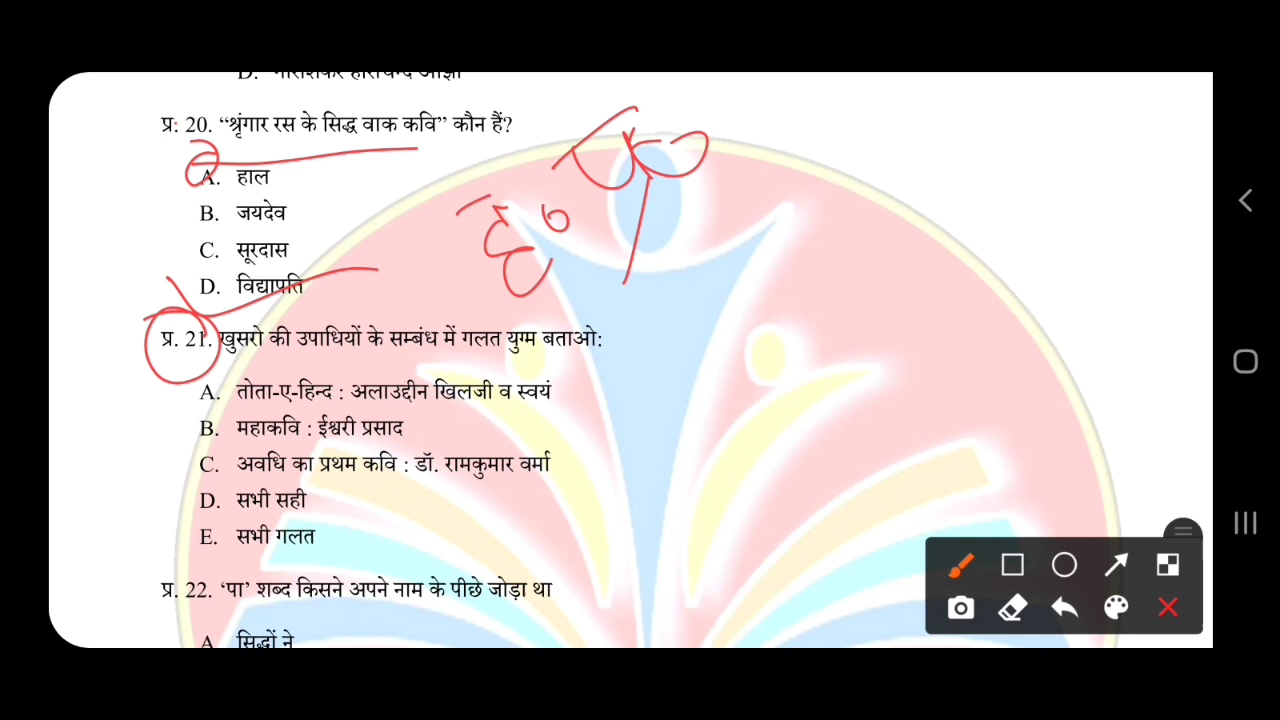 प्र: 20. “श्रृंगार रस के सिद्ध वाक कवि” कौन हैं?
A. हाल
B. जयदेव
C. सूरदास
D. विद्यापति
प्र. 21. खुसरो की उपाधियों के सम्बंध में गलत युग्म बताओ:
A. तोता-ए-हिन्द : अलाउद्दीन खिलजी व स्वयं
B. महाकवि : ईश्वरी प्रसाद
C. अवधि का प्रथम कवि : डॉ. रामकुमार वर्मा
D. सभी सही
E. सभी गलत
प्र. 22. ‘पा’ शब्द किसने अपने नाम के पीछे जोड़ा था
A. सिद्धों ने